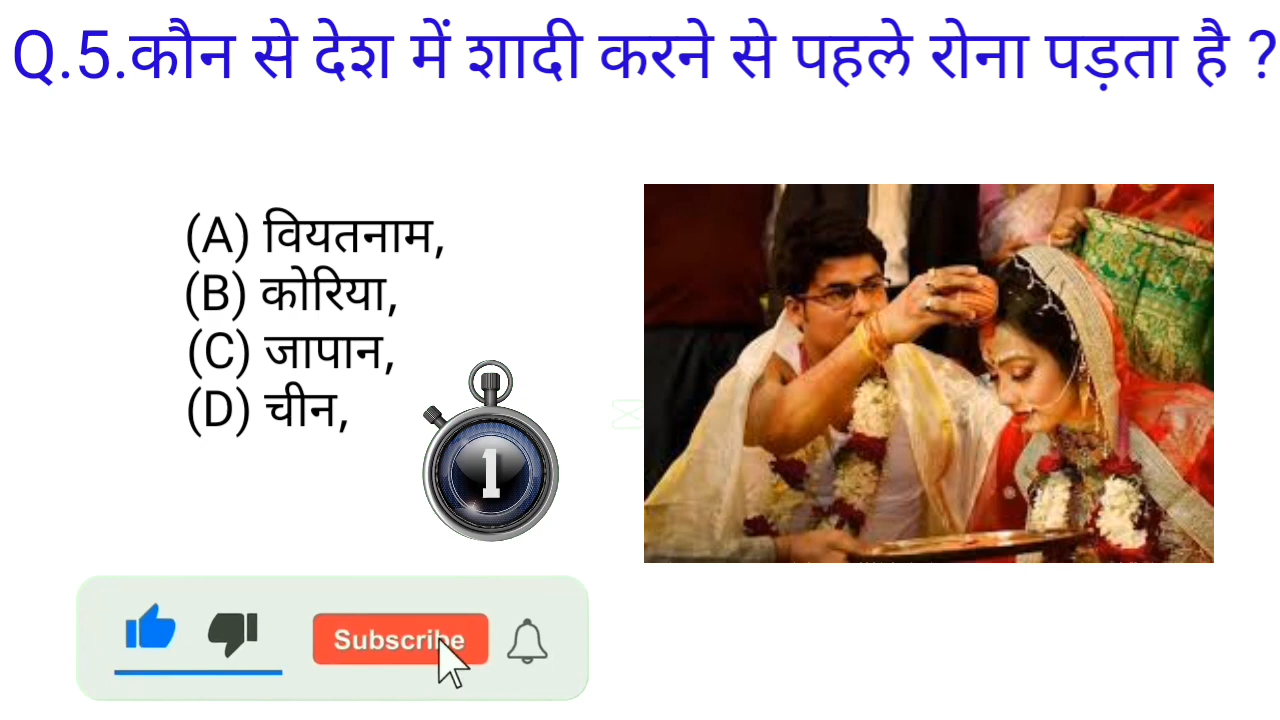 Q.5.कौन से देश में शादी करने से पहले रोना पड़ता है ?
(A) वियतनाम,
(B) कोरिया,
(C) जापान,
(D) चीन,
1
Subscribe